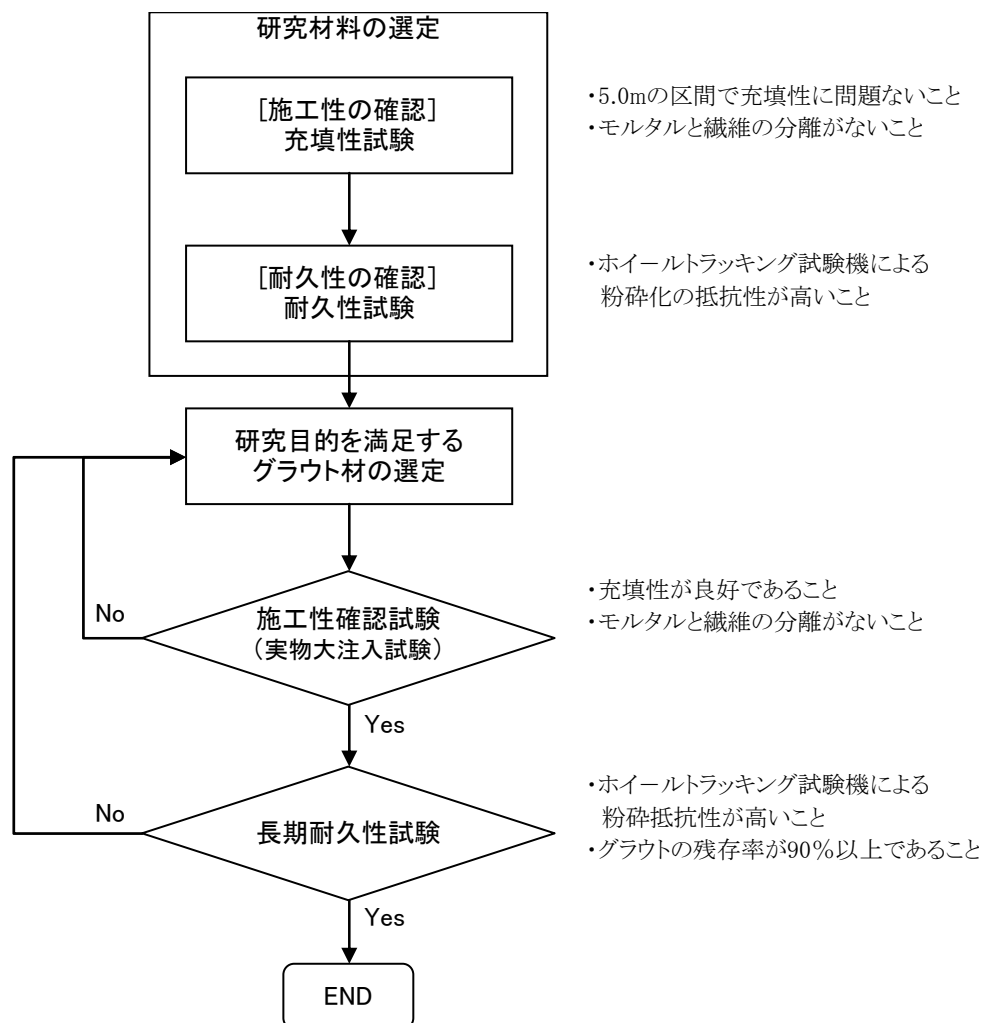 研究材料の選定
[施工性の確認]
充填性試験
・5.0mの区間で充填性に問題ないこと
・モルタルと繊維の分離がないこと
[耐久性の確認]
耐久性試験
・ホイールトラッキング試験機による
粉砕化の抵抗性が高いこと
研究目的を満足する
グラウト材の選定
No
施工性確認試験
（実物大注入試験）
・充填性が良好であること
・モルタルと繊維の分離がないこと
Yes
No
長期耐久性試験
・ホイールトラッキング試験機による
粉砕抵抗性が高いこと
・グラウトの残存率が90％以上であること
Yes
END